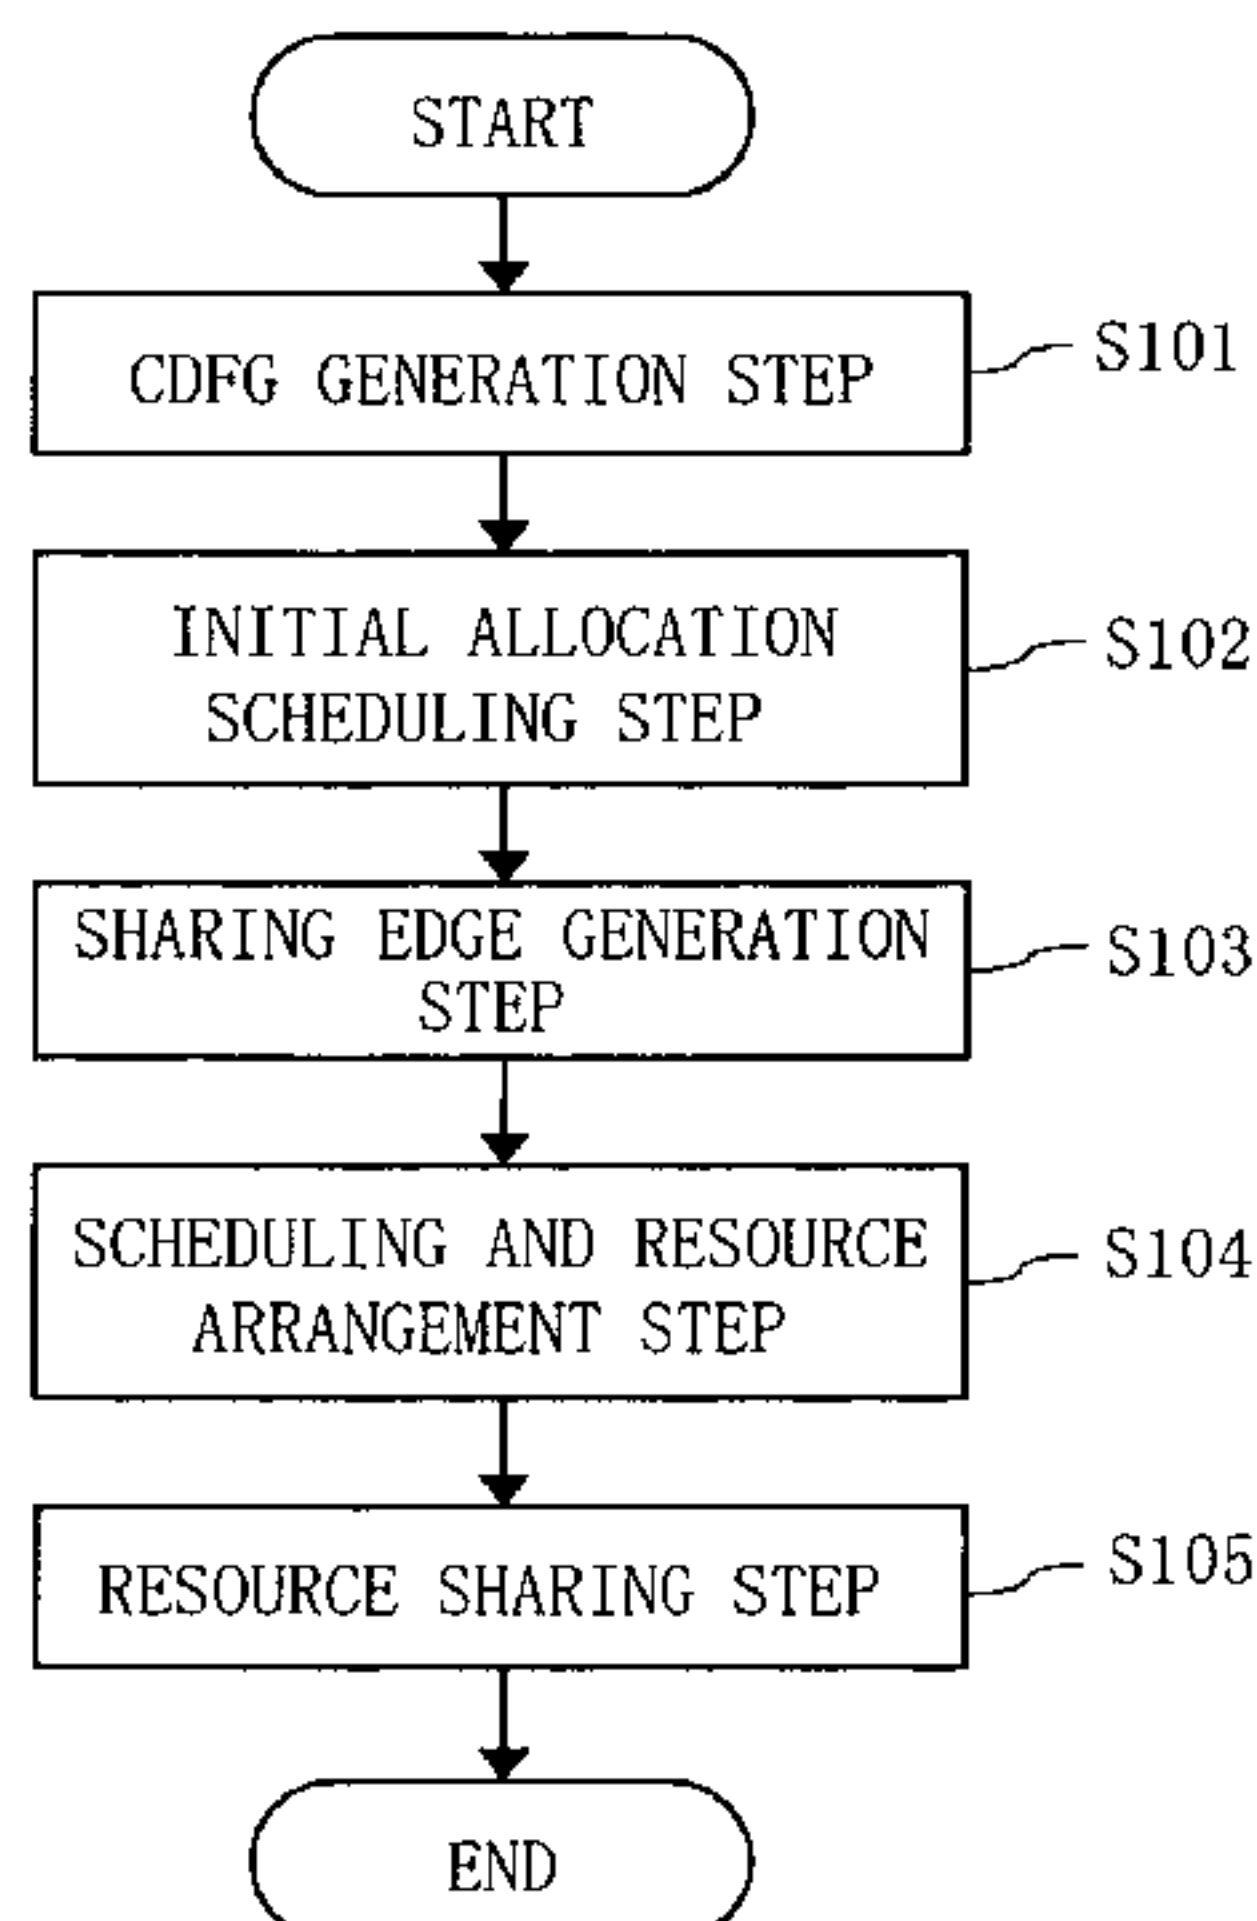 START
CDFG GENERATION STEP
S101
INITIAL ALLOCATION
SCHEDULING STEP
S102
SHARING EDGE GENERATION
STEP
S103
SCHEDULING AND RESOURCE
ARRANGEMENT STEP
S104
RESOURCE SHARING STEP
S105
END